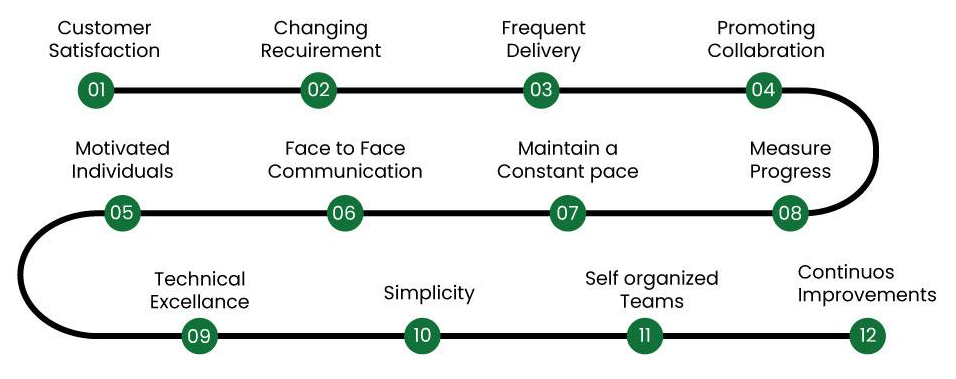 Customer
Satisfaction
01
Changing
Recuirement
02
Frequent
Delivery
03
Promoting
Collabration
04
Motivated
Individuals
05
Face to Face
Communication
06
Maintain a
Constant pace
07
Measure
Progress
08
Technical
Excellance
09
Simplicity
10
Self organized
Teams
11
Continuos
Improvements
12